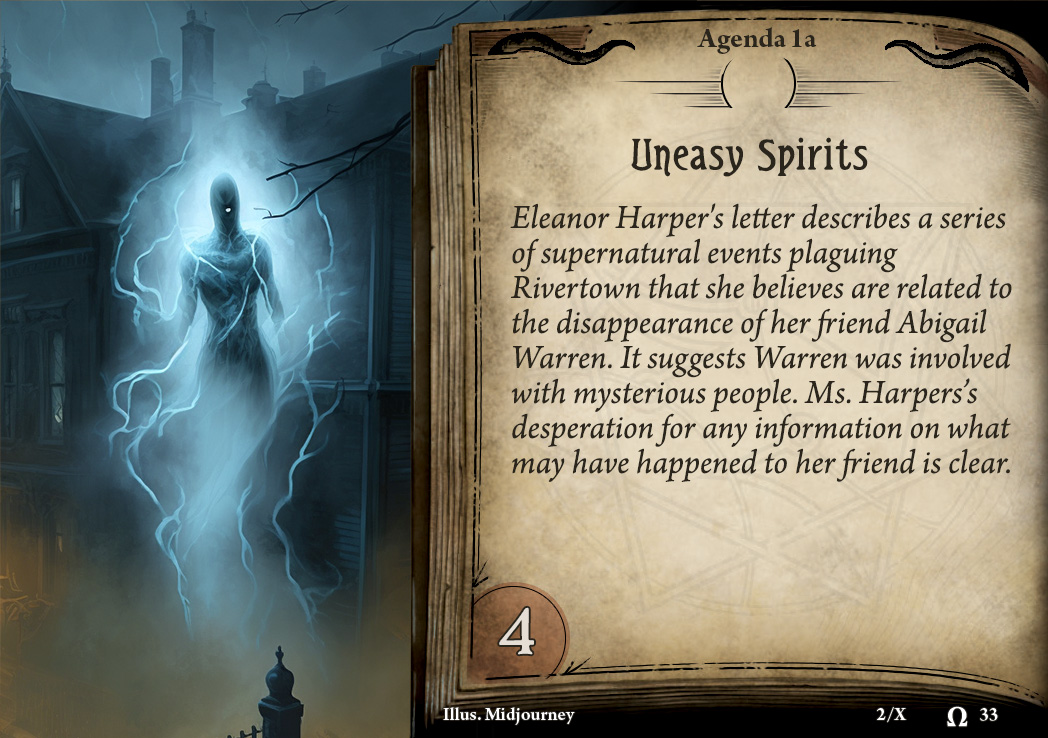 Agenda 1a
Uneasy Spirits
Eleanor Harper's letter describes a series
of supernatural events plaguing
Rivertown that she believes are related to
the disappearance of her friend Abigail
Warren. It suggests Warren was involved
with mysterious people. Ms. Harpers’s
desperation for any information on what
may have happened to her friend is clear.
4
Illus. Midjourney
2/X Ω 33